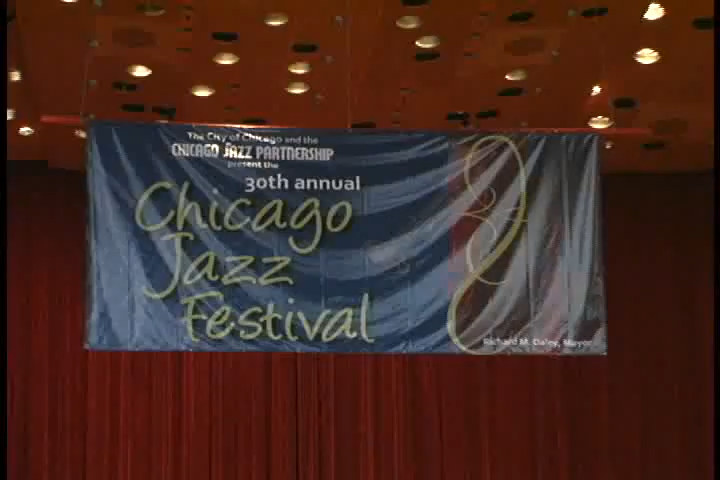 The City of Chicago and the
CHICAGO JAZZ PARTNERSHIP
present the
30th annual
Chicago
Jazz
Festival
Richard M. Daley, Mayor